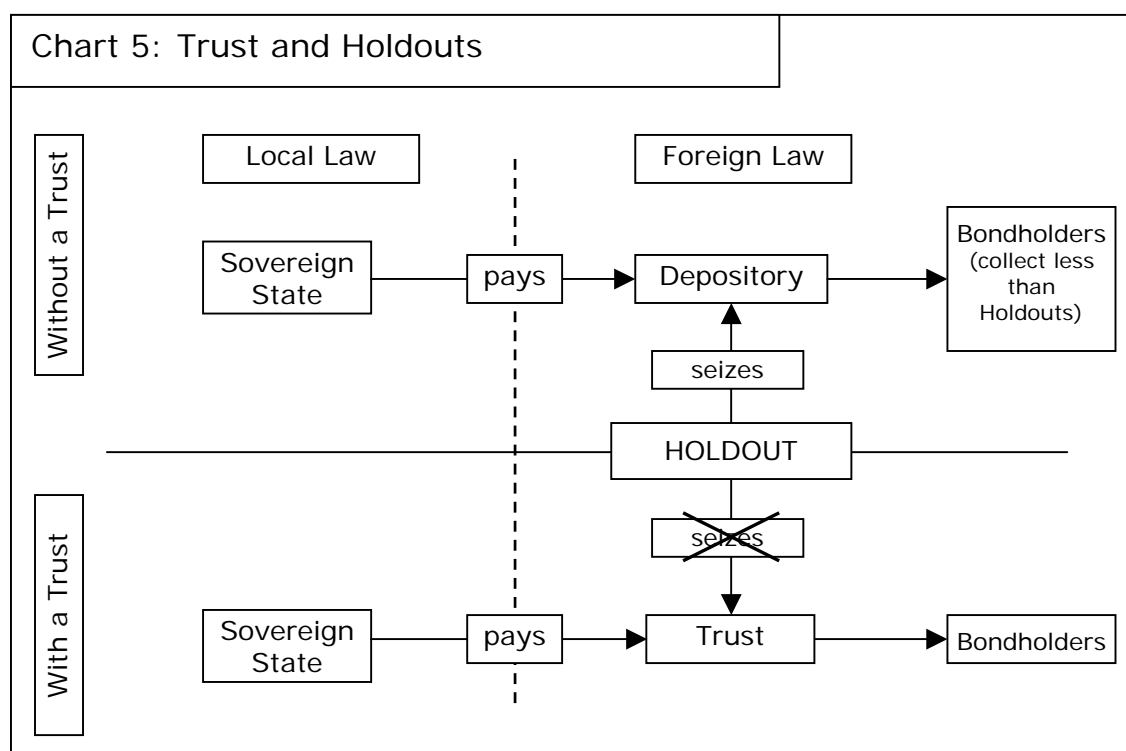 Chart 5: Trust and Holdouts
Without a Trust
Local Law
Foreign Law
Sovereign
State
pays
Depository
Bondholders
(collect less
than
Holdouts)
seizes
HOLDOUT
With a Trust
seizes
Sovereign
State
pays
Trust
Bondholders